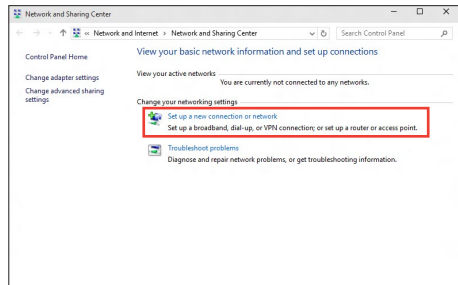 Network and Sharing Center
« Network and Internet › Network and Sharing Center
Search Control Panel
Control Panel Home
Change adapter settings
Change advanced sharing
settings
View your basic network information and set up connections
View your active networks
You are currently not connected to any networks.
Change your networking settings
Set up a new connection or network
Set up a broadband, dial-up, or VPN connection; or set up a router or access point.
Troubleshoot problems
Diagnose and repair network problems, or get troubleshooting information.